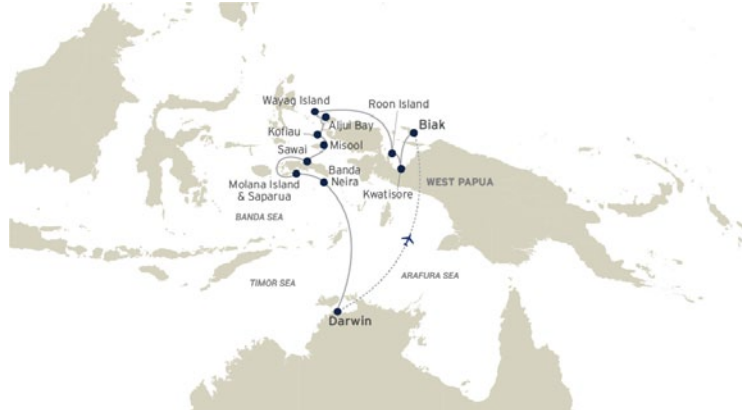 Wayag Island
Roon Island
Aljui Bay
Biak
Kofiau
Misool
Sawai
Banda
Neira
Molana Island
& Saparua
Kwatisore
WEST PAPUA
BANDA SEA
TIMOR SEA
ARAFURA SEA
Darwin